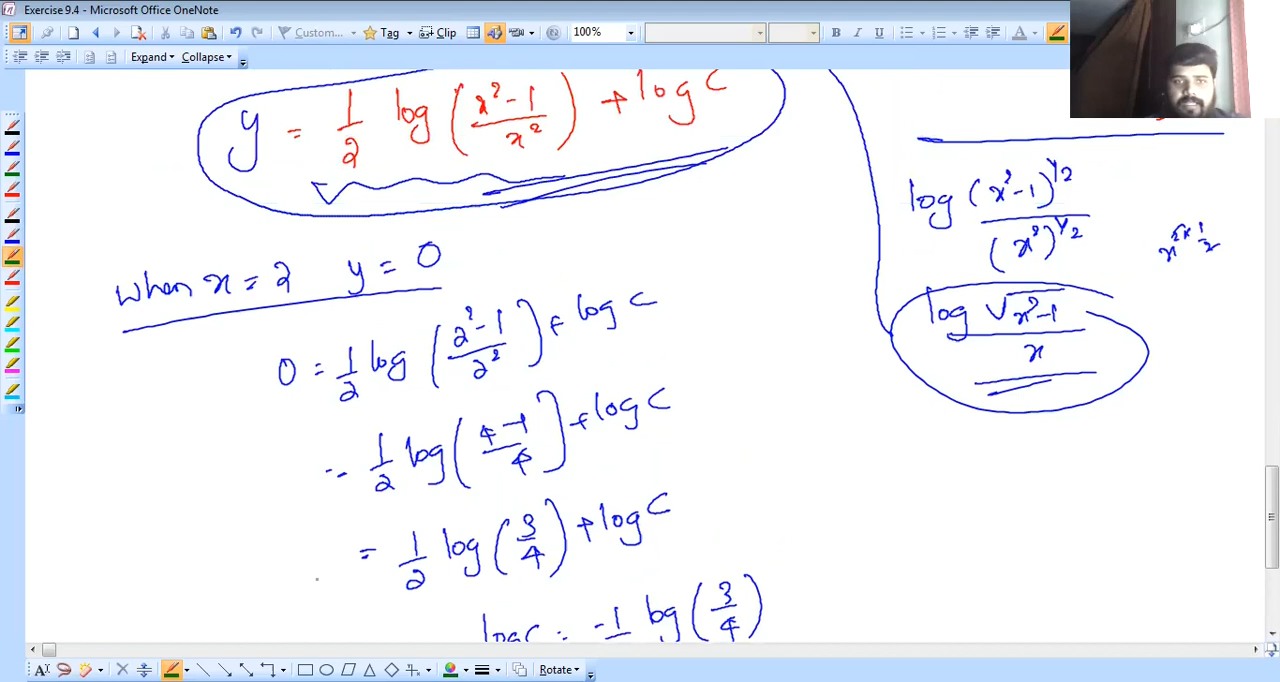 Exercise 9.4 - Microsoft Office OneNote
Custom... Tag Clip 100% B I U A
Expand Collapse
y = 1/2 log ( x² - 1 / x² ) + log C
when x = 2 y = 0
0 = 1/2 log ( 2² - 1 / 2² ) + log C
= 1/2 log ( 4 - 1 / 4 ) + log C
= 1/2 log ( 3/4 ) + log C
log C = -1/2 log ( 3/4 )
log (x² - 1)^1/2 / (x²)^1/2
x^2×1/2
log √x² - 1 / x
Rotate